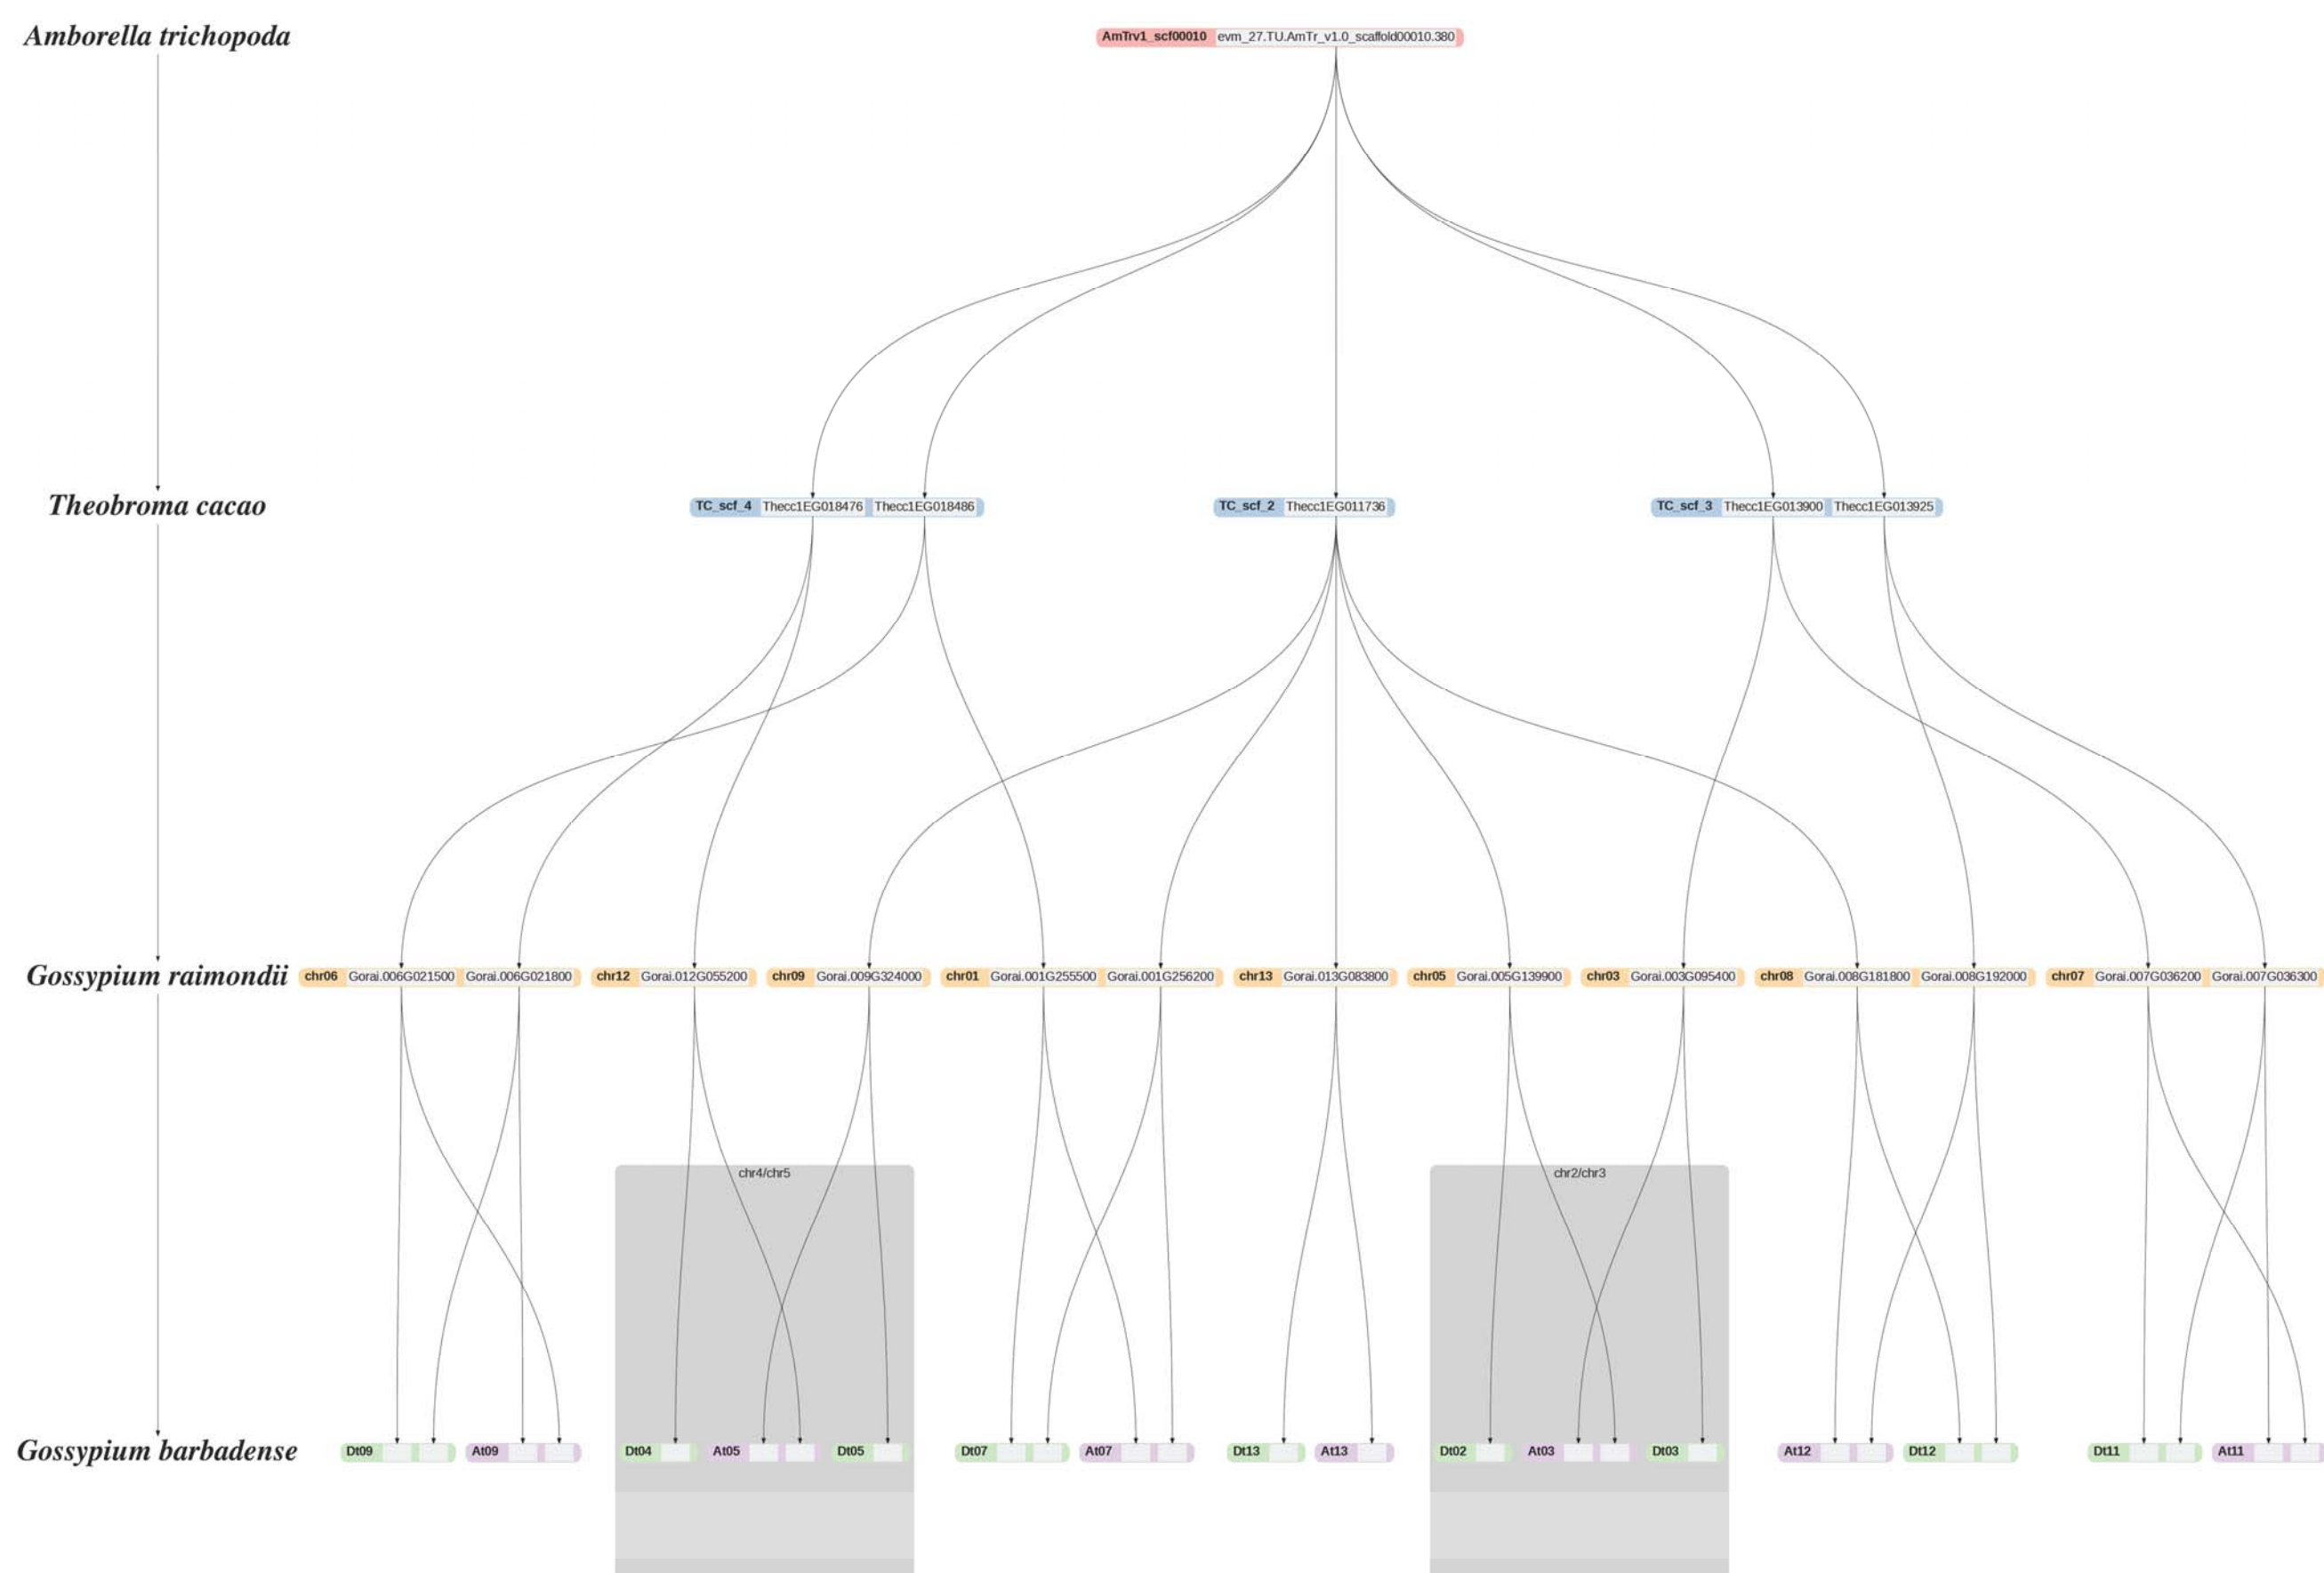 Amborella trichopoda
AmTrv1_scf00010 evm_27.TU.AmTr_v1.0_scaffold00010.380
Theobroma cacao
TC_scf_4 Thecc1EG018476 Thecc1EG018486
TC_scf_2 Thecc1EG011736
TC_scf_3 Thecc1EG013900 Thecc1EG013925
Gossypium raimondii
chr06 Gorai.006G021500 Gorai.006G021800
chr12 Gorai.012G055200
chr09 Gorai.009G324000
chr01 Gorai.001G255500 Gorai.001G256200
chr13 Gorai.013G083800
chr05 Gorai.005G139900
chr03 Gorai.003G095400
chr08 Gorai.008G181800 Gorai.008G192000
chr07 Gorai.007G036200 Gorai.007G036300
chr4/chr5
chr2/chr3
Gossypium barbadense
Dt09
At09
Dt04
At05
Dt05
Dt07
At07
Dt13
At13
Dt02
At03
Dt03
At12
Dt12
Dt11
At11